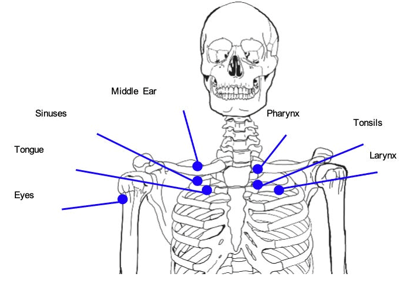 Middle Ear
Sinuses
Pharynx
Tonsils
Tongue
Larynx
Eyes